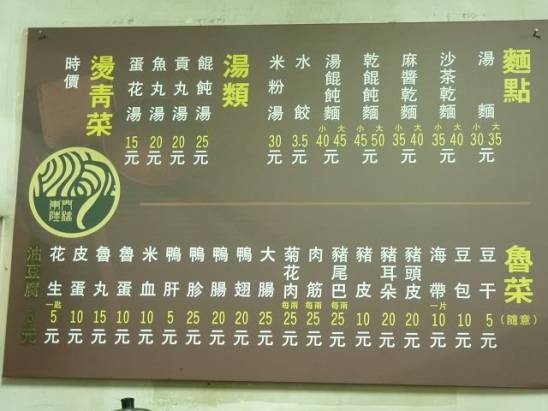 麵點
湯麵 小30 大35元
沙茶乾麵 小35 大40元
麻醬乾麵 小35 大40元
乾餛飩麵 小45 大50元
湯餛飩麵 小40 大45元
水餃 3.5元
米粉湯 30元
湯類
餛飩湯 25元
貢丸湯 20元
魚丸湯 20元
蛋花湯 15元
燙青菜
時價
魯菜
(隨意)
豆干 5元
豆包 10元
海帶 一片 10元
豬頭皮 20元
豬耳朵 20元
豬皮 10元
豬尾巴 每兩 25元
肉筋 每兩 25元
菊花肉 每兩 25元
大腸 20元
鴨翅 20元
鴨腸 20元
鴨胗 20元
鴨肝 5元
米血 10元
魯蛋 10元
魯丸 15元
皮蛋 10元
花生 一匙 5元
油豆腐 5元